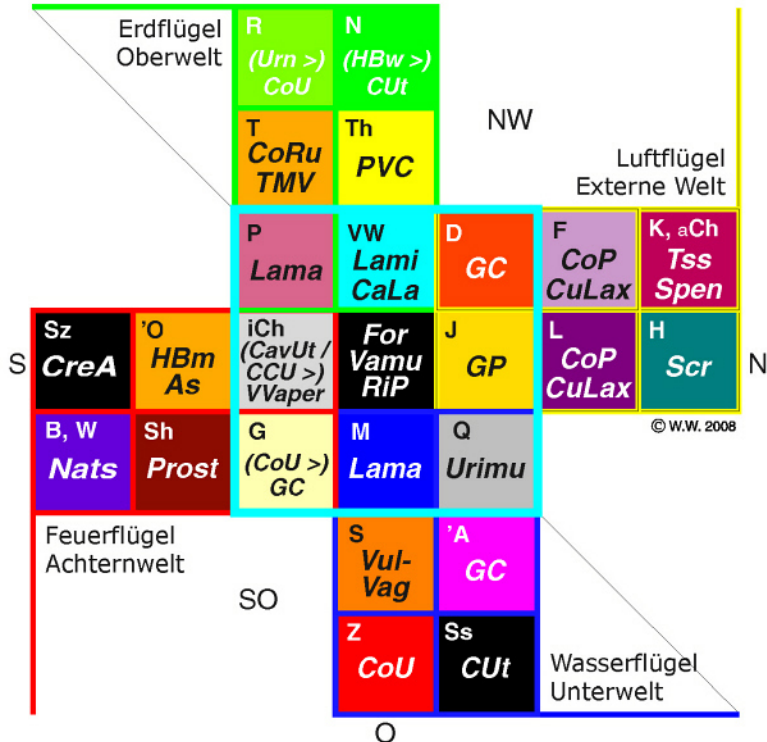 Erdflügel
Oberwelt
R
(Urn >)
CoU
N
(HBw >)
CUt
NW
T
CoRu
TMV
Th
PVC
Luftflügel
Externe Welt
P
Lama
VW
Lami
CaLa
D
GC
F
CoP
CuLax
K, aCh
Tss
Spen
S
Sz
CreA
'O
HBm
As
iCh
(CavUt /
CCU >)
VVaper
For
Vamu
RiP
J
GP
L
CoP
CuLax
H
Scr
N
B, W
Nats
Sh
Prost
G
(CoU >)
GC
M
Lama
Q
Urimu
© W.W. 2008
Feuerflügel
Achternwelt
SO
S
Vul-
Vag
'A
GC
Z
CoU
Ss
CUt
Wasserflügel
Unterwelt
O